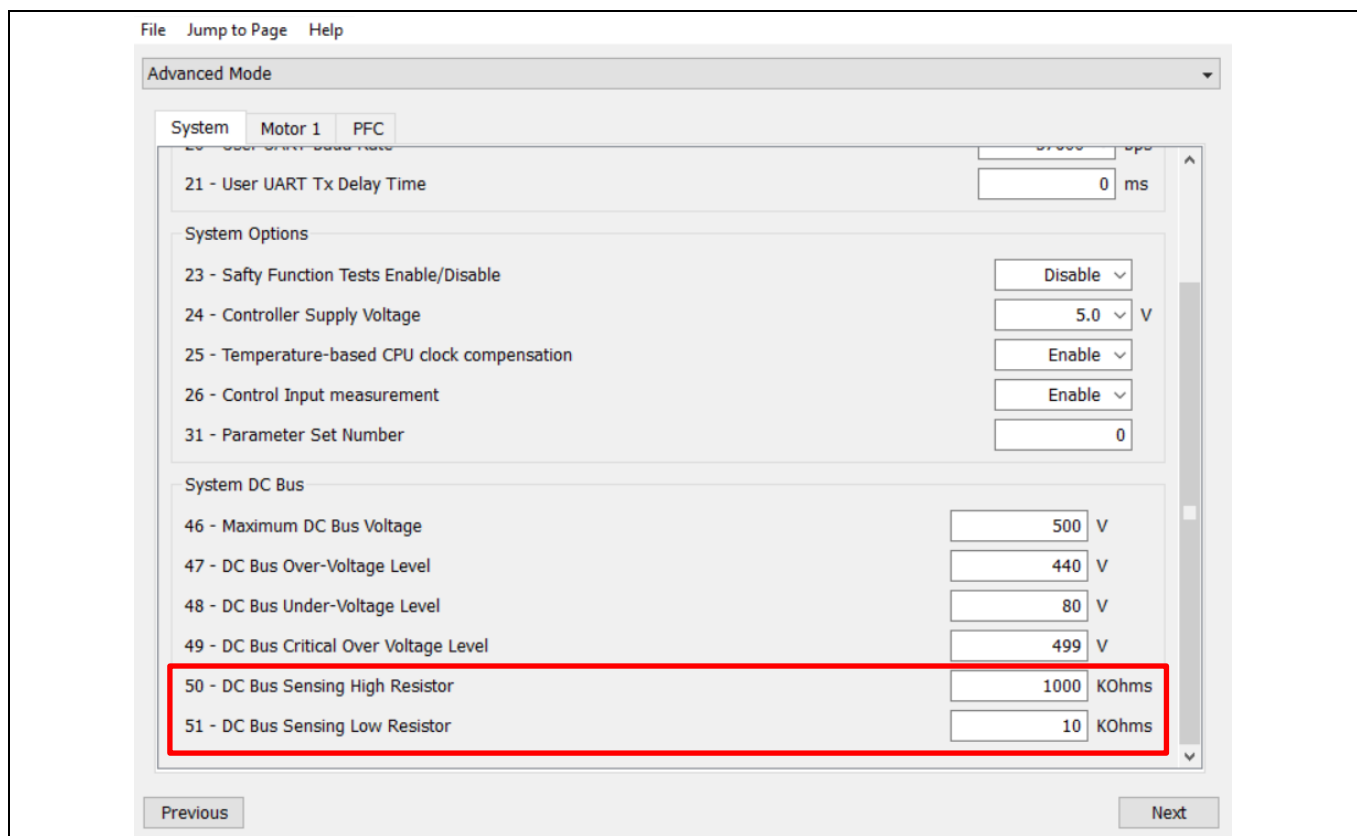 File Jump to Page Help
Advanced Mode
System Motor 1 PFC
21 - User UART Tx Delay Time 0 ms
System Options
23 - Safty Function Tests Enable/Disable Disable
24 - Controller Supply Voltage 5.0 V
25 - Temperature-based CPU clock compensation Enable
26 - Control Input measurement Enable
31 - Parameter Set Number 0
System DC Bus
46 - Maximum DC Bus Voltage 500 V
47 - DC Bus Over-Voltage Level 440 V
48 - DC Bus Under-Voltage Level 80 V
49 - DC Bus Critical Over Voltage Level 499 V
50 - DC Bus Sensing High Resistor 1000 KOhms
51 - DC Bus Sensing Low Resistor 10 KOhms
Previous Next